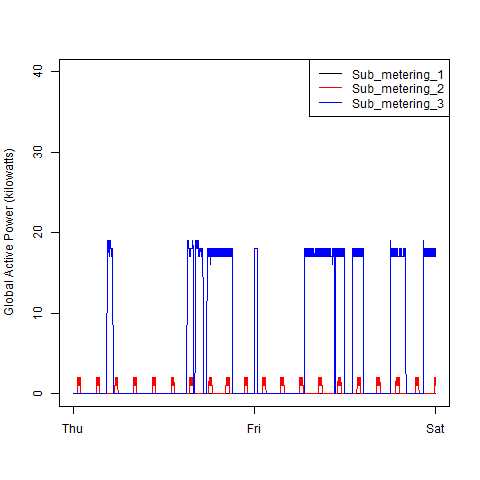 Sub_metering_1
Sub_metering_2
Sub_metering_3
Global Active Power (kilowatts)
40
30
20
10
0
Thu
Fri
Sat